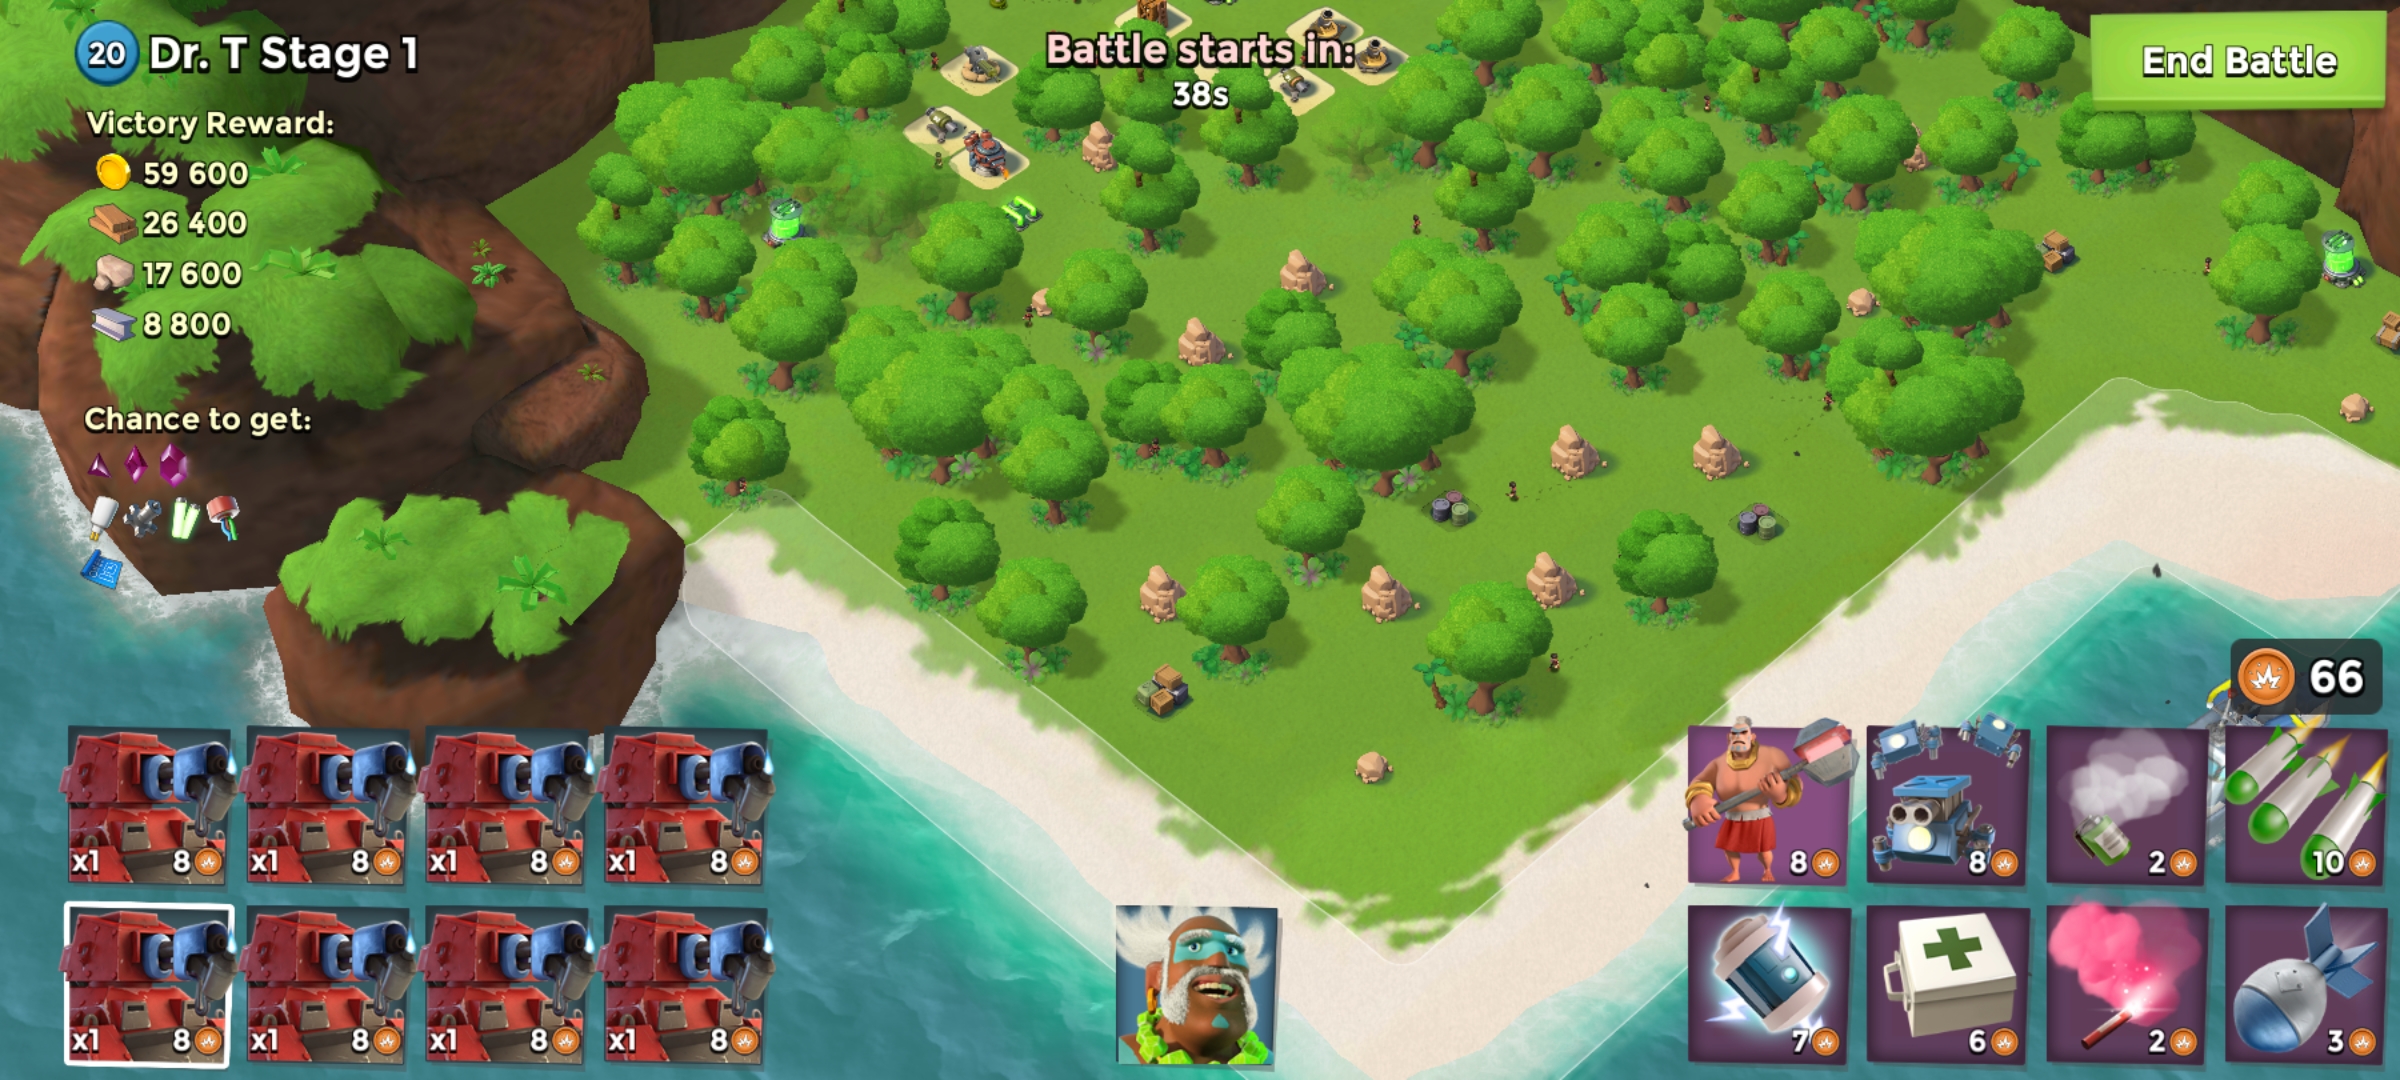 20 Dr. T Stage 1
Battle starts in:
38s
End Battle
Victory Reward:
59 600
26 400
17 600
8 800
Chance to get:
66
x1 8 x1 8 x1 8 x1 8
8 8 2 10
x1 8 x1 8 x1 8 x1 8
7 6 2 3